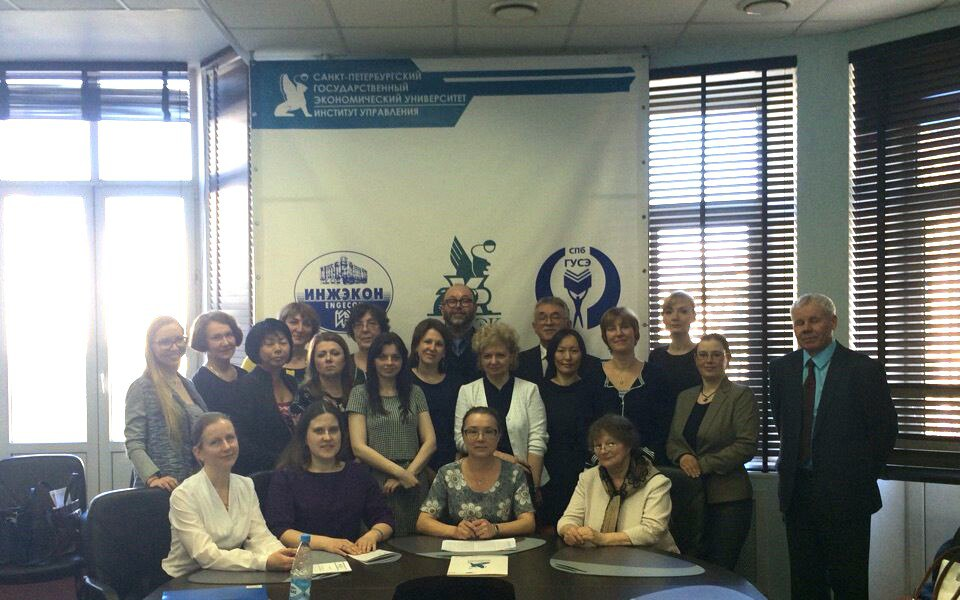 САНКТ-ПЕТЕРБУРГСКИЙ
ГОСУДАРСТВЕННЫЙ
ЭКОНОМИЧЕСКИЙ УНИВЕРСИТЕТ
ИНСТИТУТ УПРАВЛЕНИЯ
ИНЖЭКОН
ENGECON
СПб
ГУСЭ